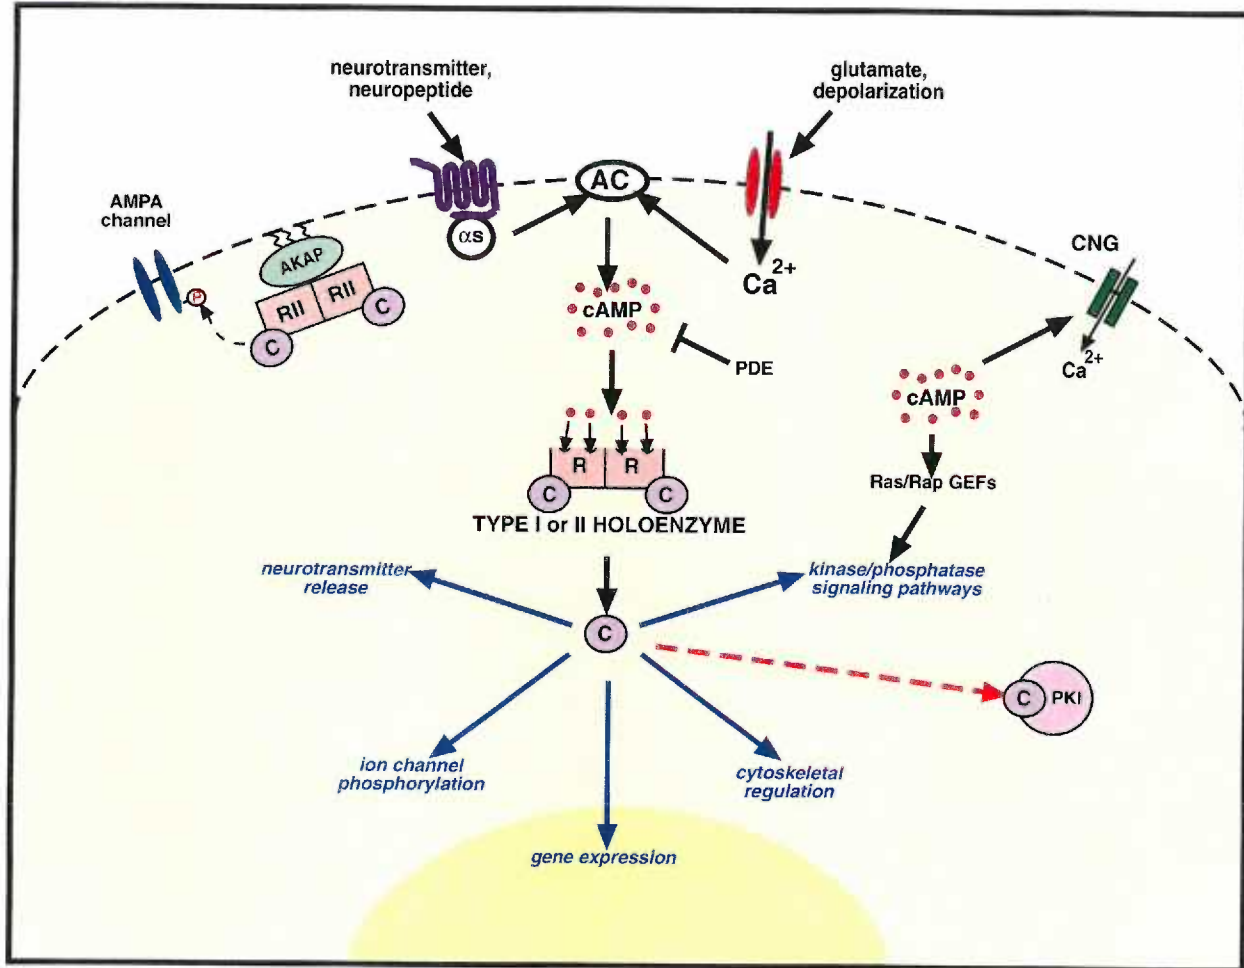 neurotransmitter,
neuropeptide
glutamate,
depolarization
AC
AMPA
channel
αs
CNG
AKAP
Ca2+
RII
RII
P
C
C
cAMP
PDE
Ca2+
cAMP
R
R
C
C
Ras/Rap GEFs
TYPE I or II HOLOENZYME
neurotransmitter
release
kinase/phosphatase
signaling pathways
C
C
PKI
ion channel
phosphorylation
cytoskeletal
regulation
gene expression